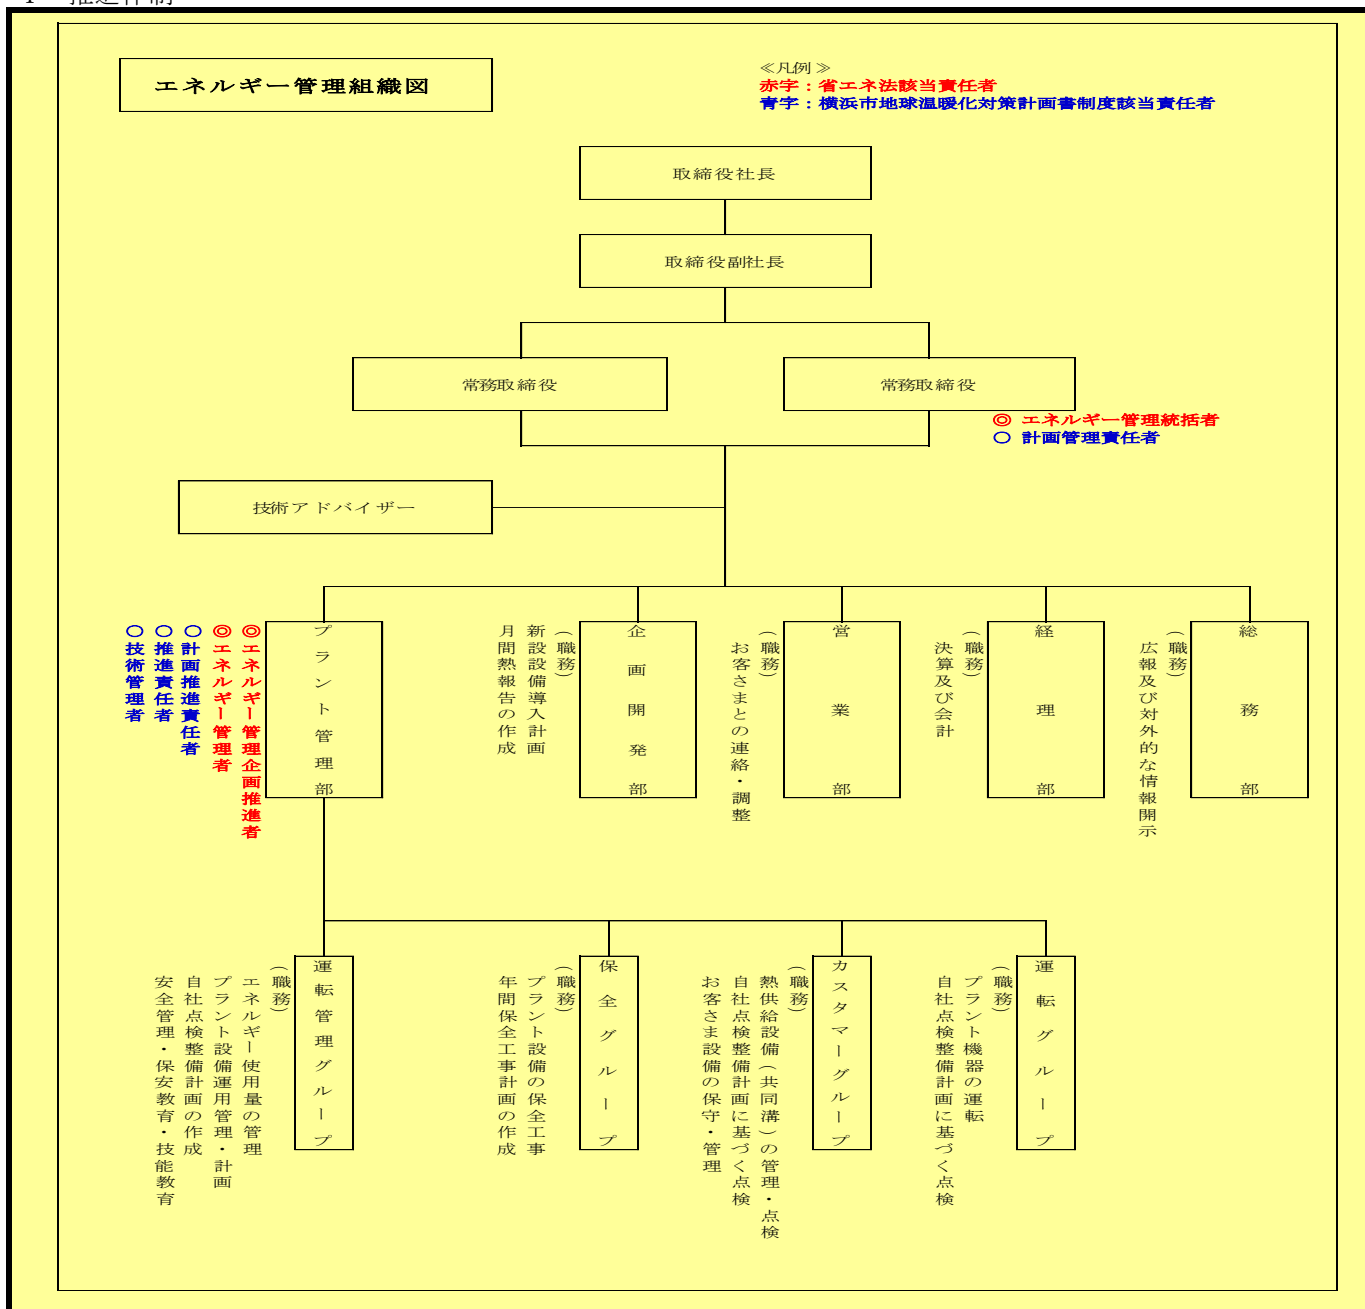 1 推進体制
エネルギー管理組織図
≪凡例≫
赤字：省エネ法該当責任者
青字：横浜市地球温暖化対策計画書制度該当責任者
取締役社長
取締役副社長
常務取締役
常務取締役
◎ エネルギー管理統括者
○ 計画管理責任者
技術アドバイザー
プラント管理部
◎エネルギー管理企画推進者
◎エネルギー管理者
○計画推進責任者
○推進責任者
○技術管理者
企画開発部
（職務）
新設設備導入計画
月間熱報告の作成
営業部
（職務）
お客さまとの連絡・調整
経理部
（職務）
決算及び会計
総務部
（職務）
広報及び対外的な情報開示
運転管理グループ
（職務）
エネルギー使用量の管理
プラント設備運用管理・計画
自社点検整備計画の作成
安全管理・保安教育・技能教育
保全グループ
（職務）
プラント設備の保全工事
年間保全工事計画の作成
カスタマーグループ
（職務）
熱供給設備（共同溝）の管理・点検
自社点検整備計画に基づく点検
お客さま設備の保守・管理
運転グループ
（職務）
プラント機器の運転
自社点検整備計画に基づく点検